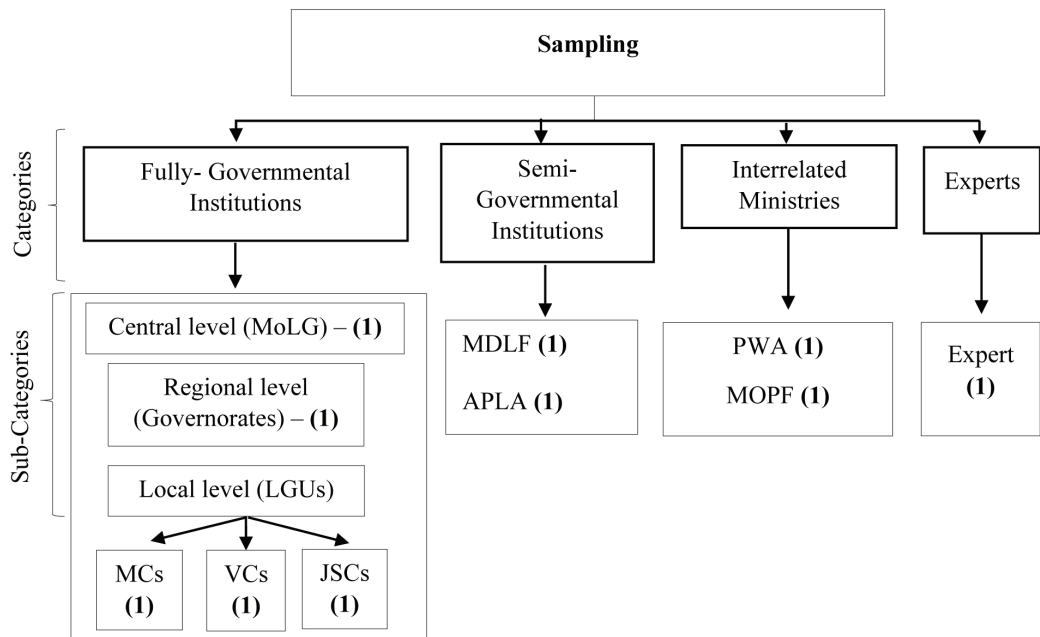 Sampling
Categories
Fully- Governmental
Institutions
Semi-
Governmental
Institutions
Interrelated
Ministries
Experts
Sub-Categories
Central level (MoLG) – (1)
Regional level
(Governorates) – (1)
Local level (LGUs)
MCs
(1)
VCs
(1)
JSCs
(1)
MDLF (1)
APLA (1)
PWA (1)
MOPF (1)
Expert
(1)